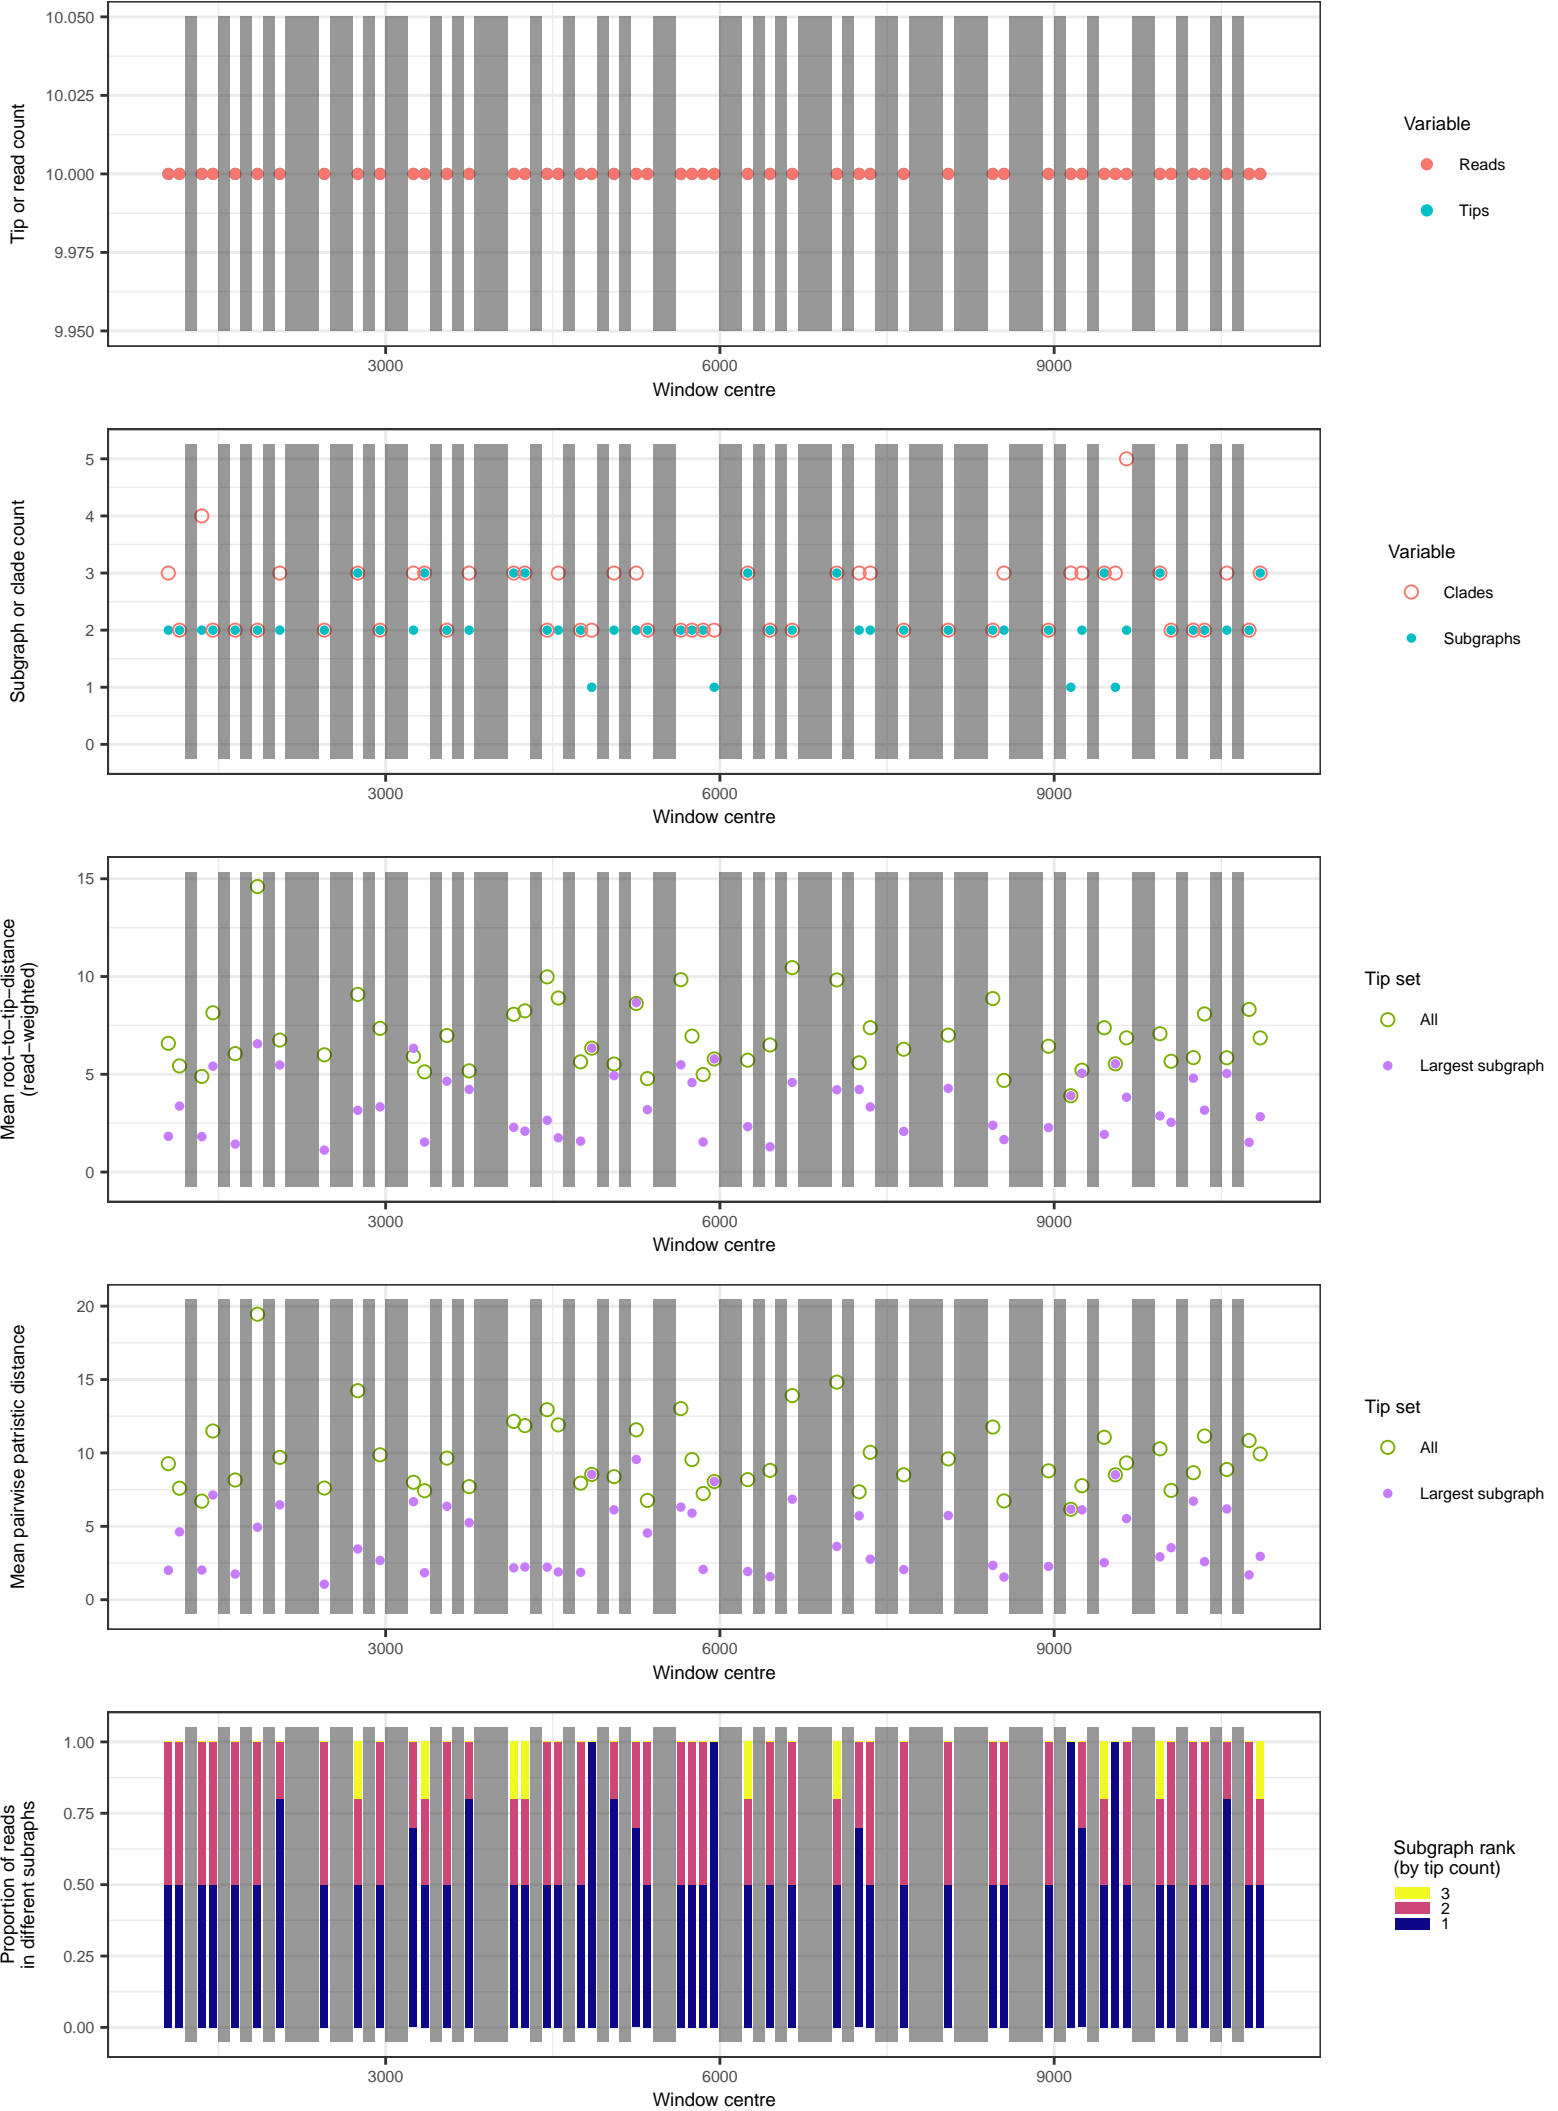 10.050
10.025
10.000
9.975
9.950
Tip or read count
3000 6000 9000
Window centre
Variable
Reads
Tips
5
4
3
2
1
0
Subgraph or clade count
3000 6000 9000
Window centre
Variable
Clades
Subgraphs
15
10
5
0
Mean root−to−tip−distance
(read−weighted)
3000 6000 9000
Window centre
Tip set
All
Largest subgraph
20
15
10
5
0
Mean pairwise patristic distance
3000 6000 9000
Window centre
Tip set
All
Largest subgraph
1.00
0.75
0.50
0.25
0.00
Proportion of reads
in different subraphs
3000 6000 9000
Window centre
Subgraph rank
(by tip count)
3
2
1